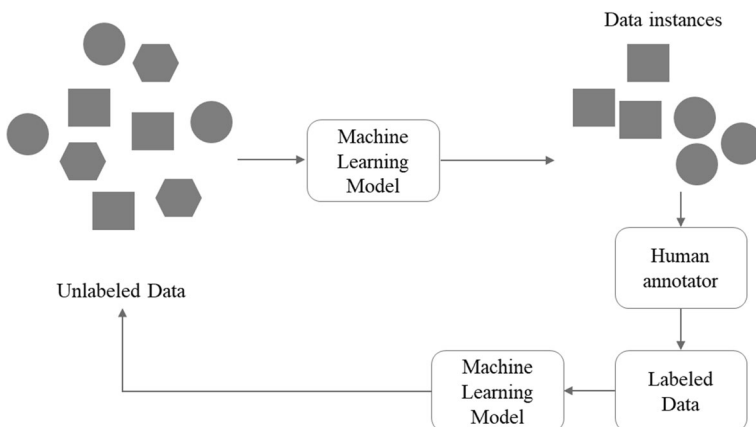 Data instances
Machine
Learning
Model
Human
annotator
Unlabeled Data
Machine
Learning
Model
Labeled
Data